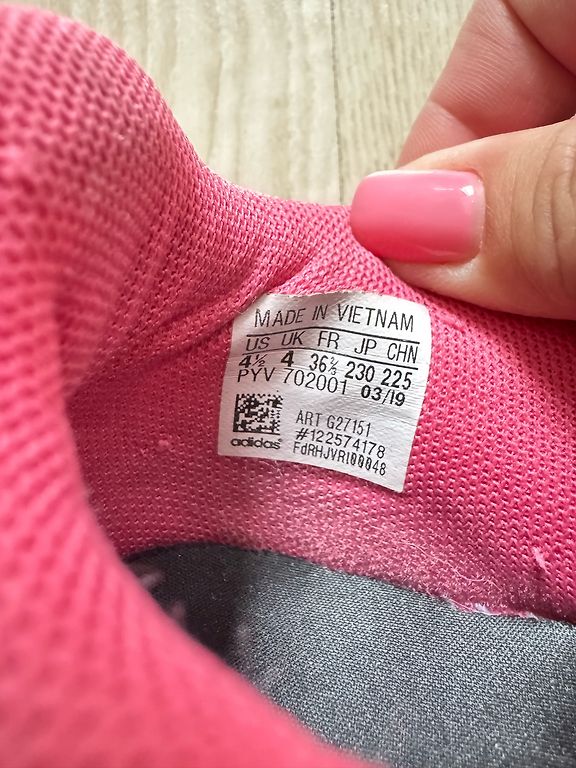 MADE IN VIETNAM
US UK FR JP CHN
4½ 4 36⅔ 230 225
PYV 702001 03/19
ART G27151
#122574178
adidas FdRHJVRI00048